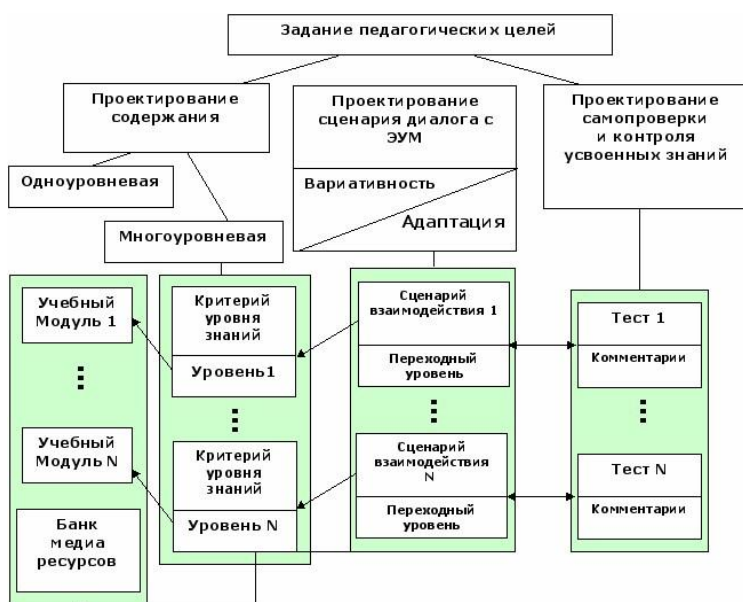 Задание педагогических целей
Проектирование
содержания
Проектирование
сценария диалога с
ЭУМ
Проектирование
самопроверки
и контроля
усвоенных знаний
Одноуровневая
Вариативность
Адаптация
Многоуровневая
Учебный
Модуль 1
Критерий
уровня
знаний
Уровень1
Сценарий
взаимодействия 1
Переходный
уровень
Тест 1
Комментарии
Учебный
Модуль N
Критерий
уровня
знаний
Уровень N
Сценарий
взаимодействия
N
Переходный
уровень
Тест N
Комментарии
Банк
медиа
ресурсов